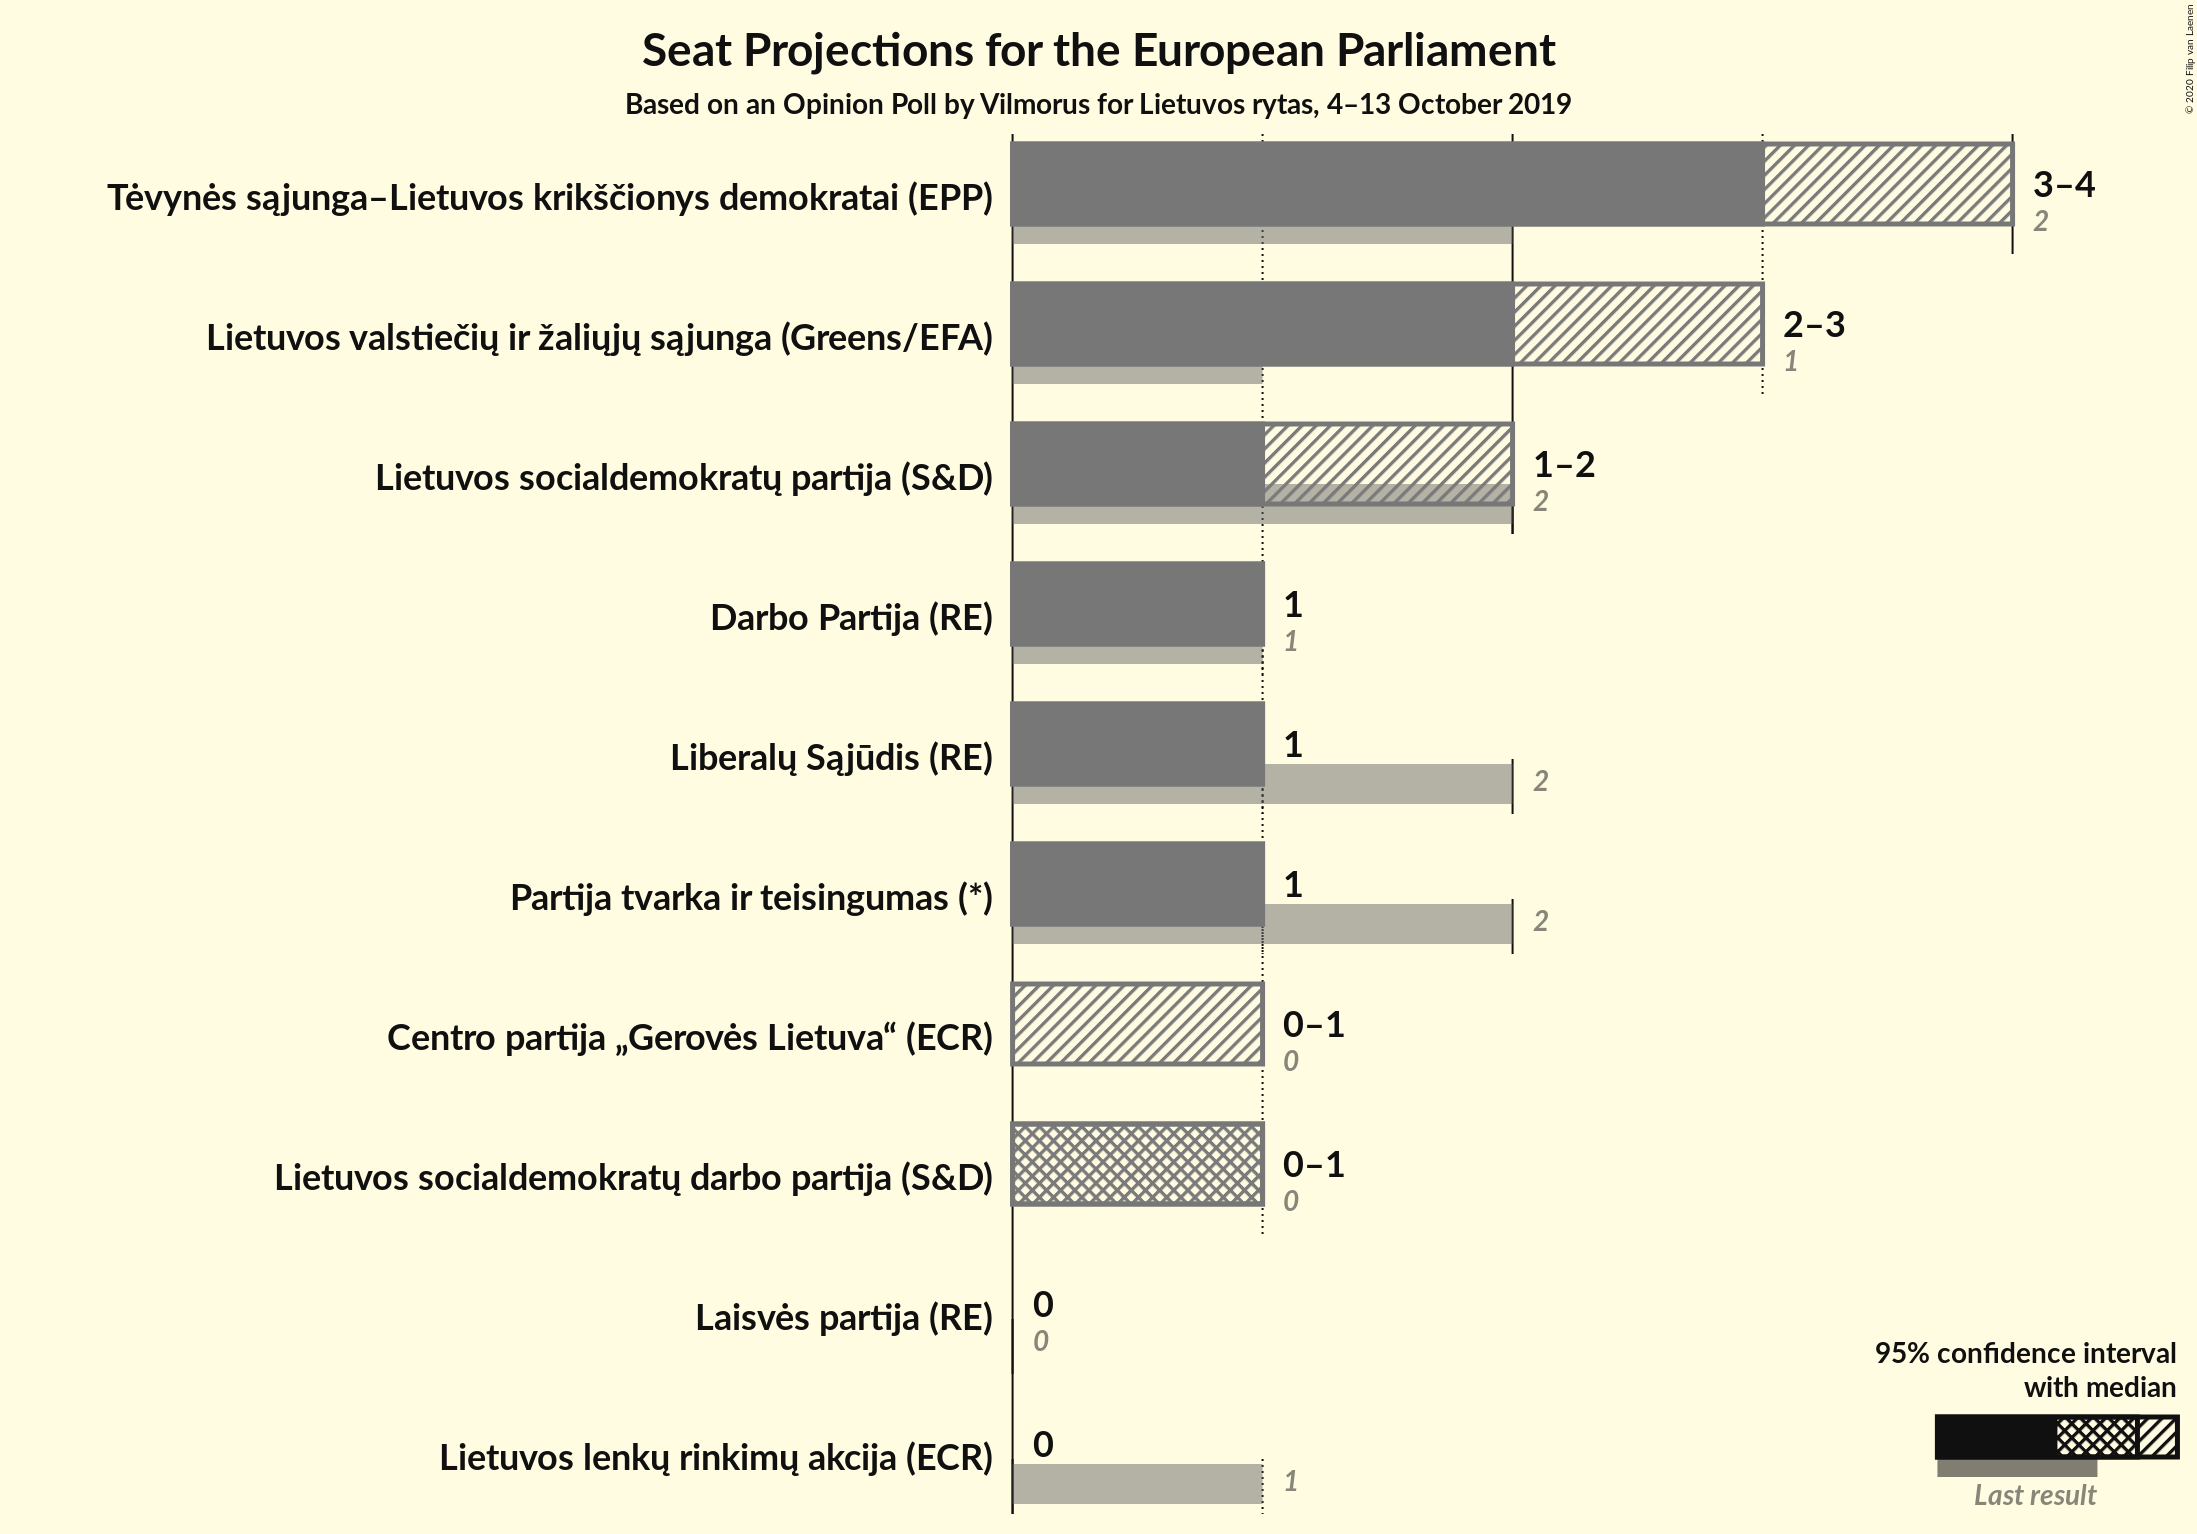 Seat Projections for the European Parliament
Based on an Opinion Poll by Vilmorus for Lietuvos rytas, 4–13 October 2019
© 2020 Filip van Laenen
Tėvynės sąjunga–Lietuvos krikščionys demokratai (EPP)
3–4
2
Lietuvos valstiečių ir žaliųjų sąjunga (Greens/EFA)
2–3
1
Lietuvos socialdemokratų partija (S&D)
1–2
2
Darbo Partija (RE)
1
1
Liberalų Sąjūdis (RE)
1
2
Partija tvarka ir teisingumas (*)
1
2
Centro partija „Gerovės Lietuva“ (ECR)
0–1
0
Lietuvos socialdemokratų darbo partija (S&D)
0–1
0
Laisvės partija (RE)
0
0
Lietuvos lenkų rinkimų akcija (ECR)
0
1
95% confidence interval
with median
Last result